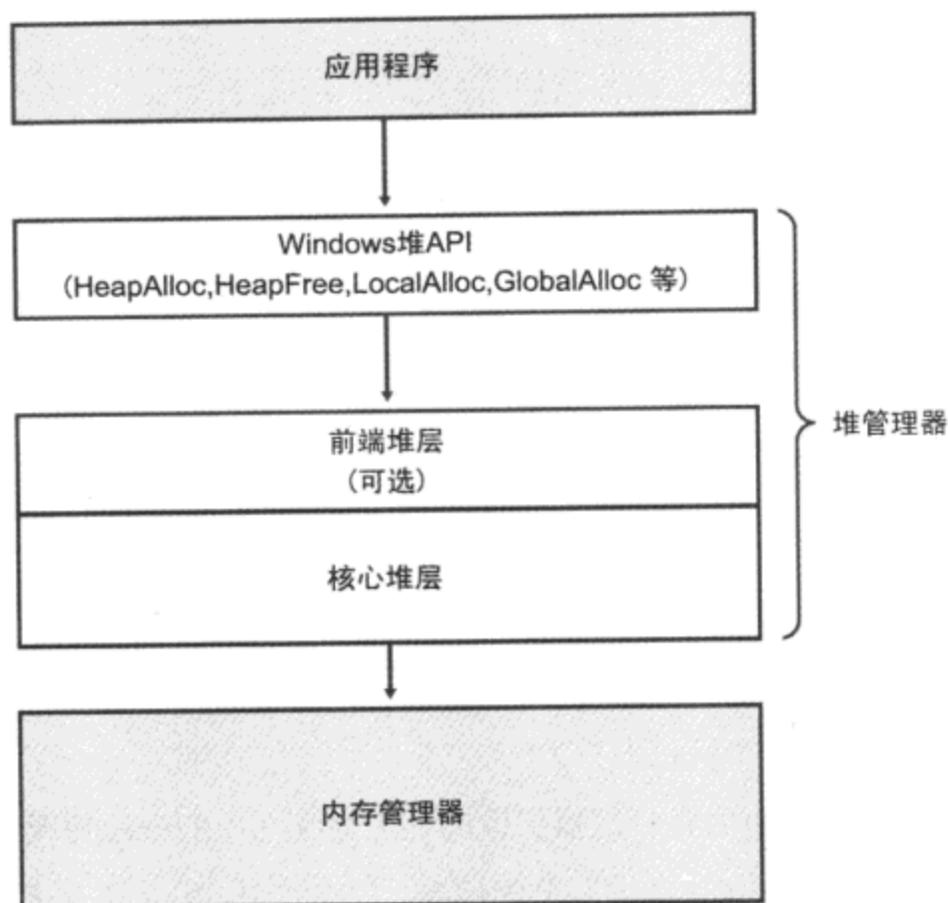 应用程序
Windows堆API
（HeapAlloc,HeapFree,LocalAlloc,GlobalAlloc 等）
前端堆层
（可选）
堆管理器
核心堆层
内存管理器